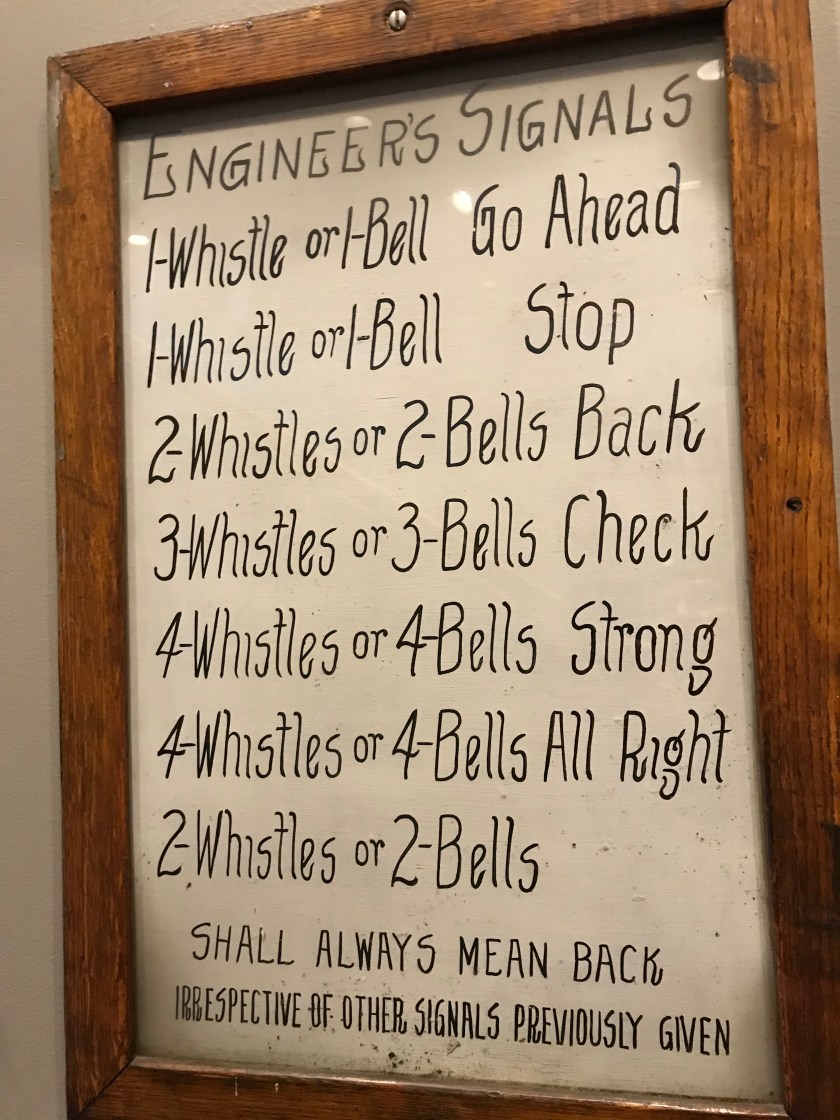 ENGINEER'S SIGNALS
1-Whistle or 1-Bell Go Ahead
1-Whistle or 1-Bell Stop
2-Whistles or 2-Bells Back
3-Whistles or 3-Bells Check
4-Whistles or 4-Bells Strong
4-Whistles or 4-Bells All Right
2-Whistles or 2-Bells
SHALL ALWAYS MEAN BACK
IRRESPECTIVE OF OTHER SIGNALS PREVIOUSLY GIVEN